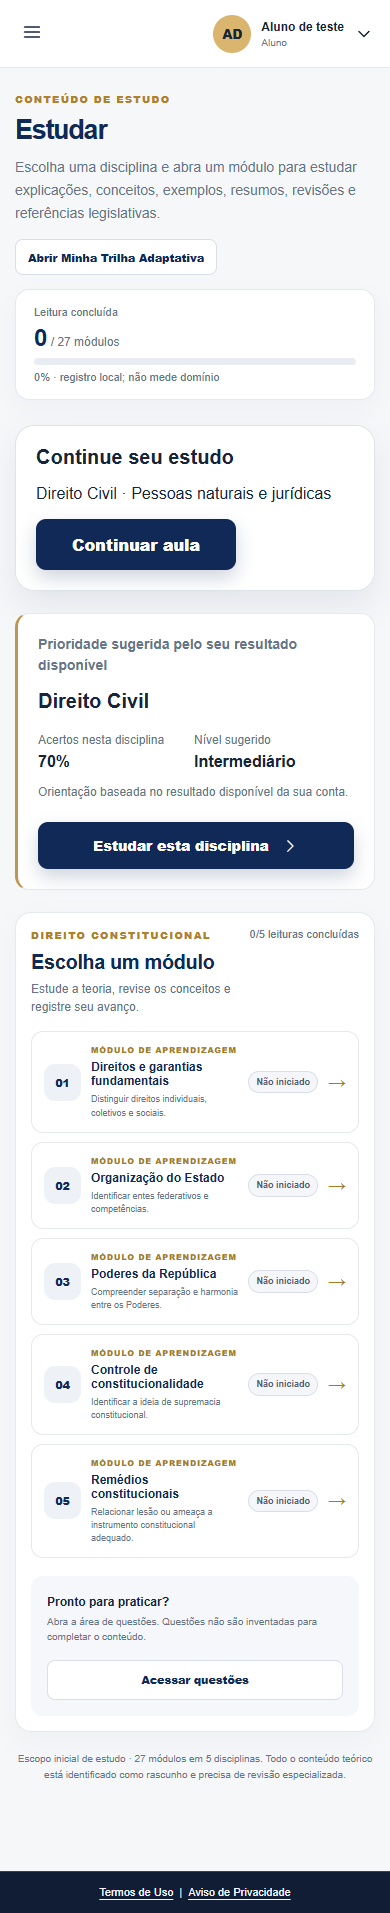 AD
Aluno de teste
Aluno
CONTEÚDO DE ESTUDO
Estudar
Escolha uma disciplina e abra um módulo para estudar
explicações, conceitos, exemplos, resumos, revisões e
referências legislativas.
Abrir Minha Trilha Adaptativa
Leitura concluída
0 / 27 módulos
0% · registro local; não mede domínio
Continue seu estudo
Direito Civil · Pessoas naturais e jurídicas
Continuar aula
Prioridade sugerida pelo seu resultado
disponível
Direito Civil
Acertos nesta disciplina
70%
Nível sugerido
Intermediário
Orientação baseada no resultado disponível da sua conta.
Estudar esta disciplina
DIREITO CONSTITUCIONAL
0/5 leituras concluídas
Escolha um módulo
Estude a teoria, revise os conceitos e
registre seu avanço.
01
MÓDULO DE APRENDIZAGEM
Direitos e garantias
fundamentais
Distinguir direitos individuais,
coletivos e sociais.
Não iniciado
02
MÓDULO DE APRENDIZAGEM
Organização do Estado
Identificar entes federativos e
competências.
Não iniciado
03
MÓDULO DE APRENDIZAGEM
Poderes da República
Compreender separação e harmonia
entre os Poderes.
Não iniciado
04
MÓDULO DE APRENDIZAGEM
Controle de
constitucionalidade
Identificar a ideia de supremacia
constitucional.
Não iniciado
05
MÓDULO DE APRENDIZAGEM
Remédios
constitucionais
Relacionar lesão ou ameaça a
instrumento constitucional
adequado.
Não iniciado
Pronto para praticar?
Abra a área de questões. Questões não são inventadas para
completar o conteúdo.
Acessar questões
Escopo inicial de estudo · 27 módulos em 5 disciplinas. Todo o conteúdo teórico
está identificado como rascunho e precisa de revisão especializada.
Termos de Uso | Aviso de Privacidade